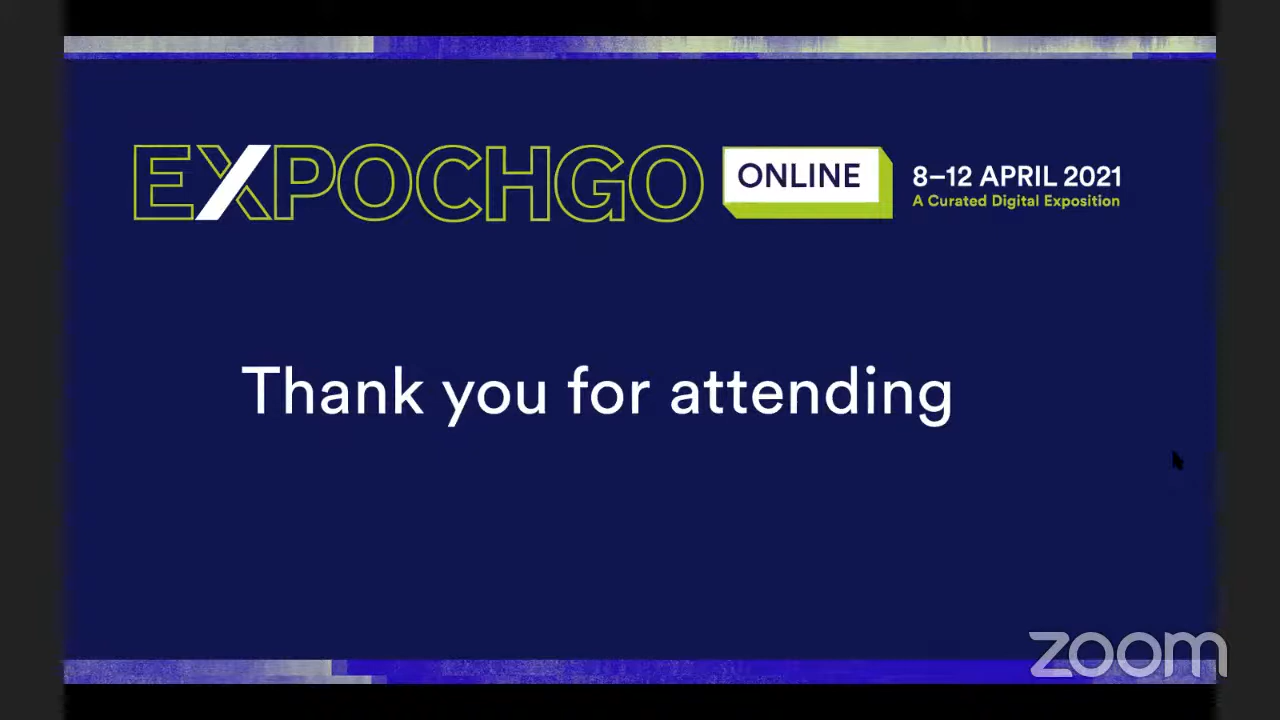 EXPOCHGO ONLINE 8–12 APRIL 2021
A Curated Digital Exposition
Thank you for attending
zoom